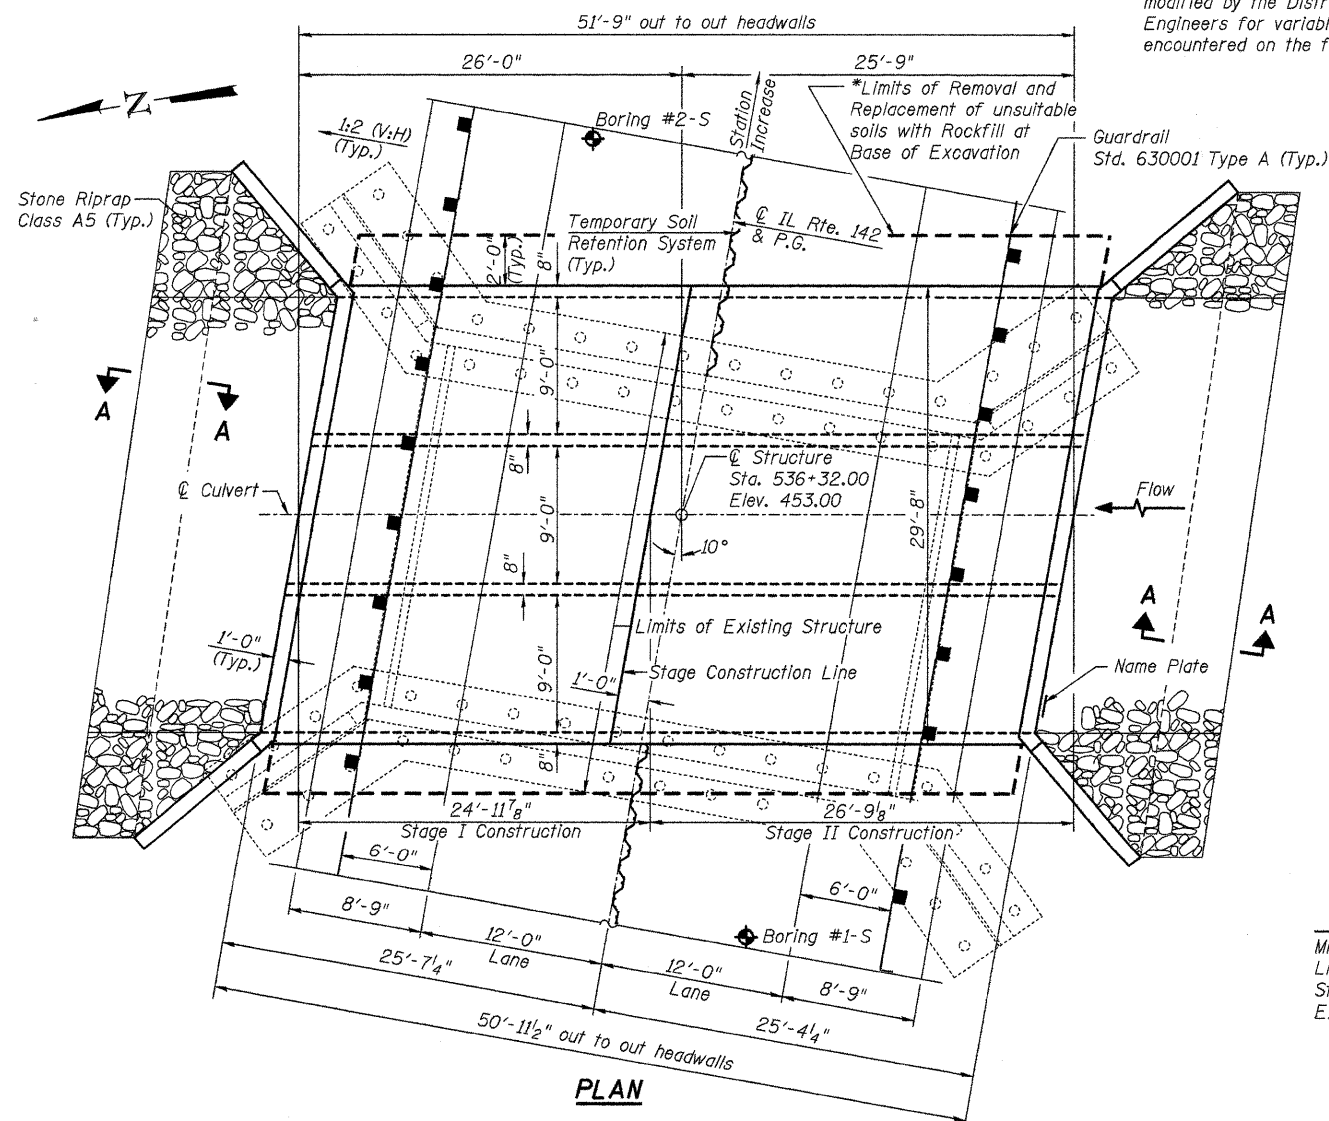 modified by the Distr
Engineers for variabl
encountered on the f
51'-9" out to out headwalls
26'-0"
25'-9"
*Limits of Removal and
Replacement of unsuitable
soils with Rockfill at
Base of Excavation
Z
Boring #2-S
Station
Increase
1:2 (V:H)
(Typ.)
Guardrail
Std. 630001 Type A (Typ.)
Stone Riprap
Class A5 (Typ.)
Temporary Soil
Retention System
(Typ.)
2'-0"
(Typ.)
8"
℄ IL Rte. 142
& P.G.
9'-0"
A
A
8"
℄ Structure
Sta. 536+32.00
Elev. 453.00
℄ Culvert
Flow
9'-0"
29'-8"
10°
8"
A
A
Limits of Existing Structure
1'-0"
(Typ.)
Stage Construction Line
Name Plate
9'-0"
1'-0"
8"
24'-11⅞"
Stage I Construction
26'-9⅛"
Stage II Construction
6'-0"
6'-0"
8'-9"
12'-0"
Lane
Boring #1-S
25'-7¼"
12'-0"
Lane
8'-9"
25'-4¼"
50'-11½" out to out headwalls
PLAN